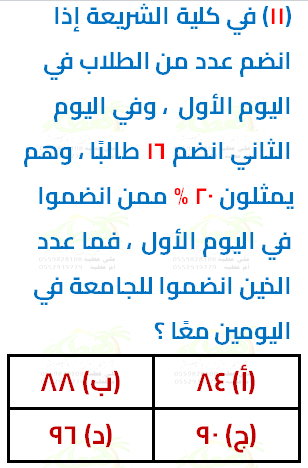 (١١) في كلية الشريعة إذا
انضم عدد من الطلاب في
اليوم الأول ، وفي اليوم
الثاني انضم ١٦ طالبًا ، وهم
يمثلون ٢٠ % ممن انضموا
في اليوم الأول ، فما عدد
الذين انضموا للجامعة في
اليومين معًا ؟
(أ) ٨٤ (ب) ٨٨
(ج) ٩٠ (د) ٩٦